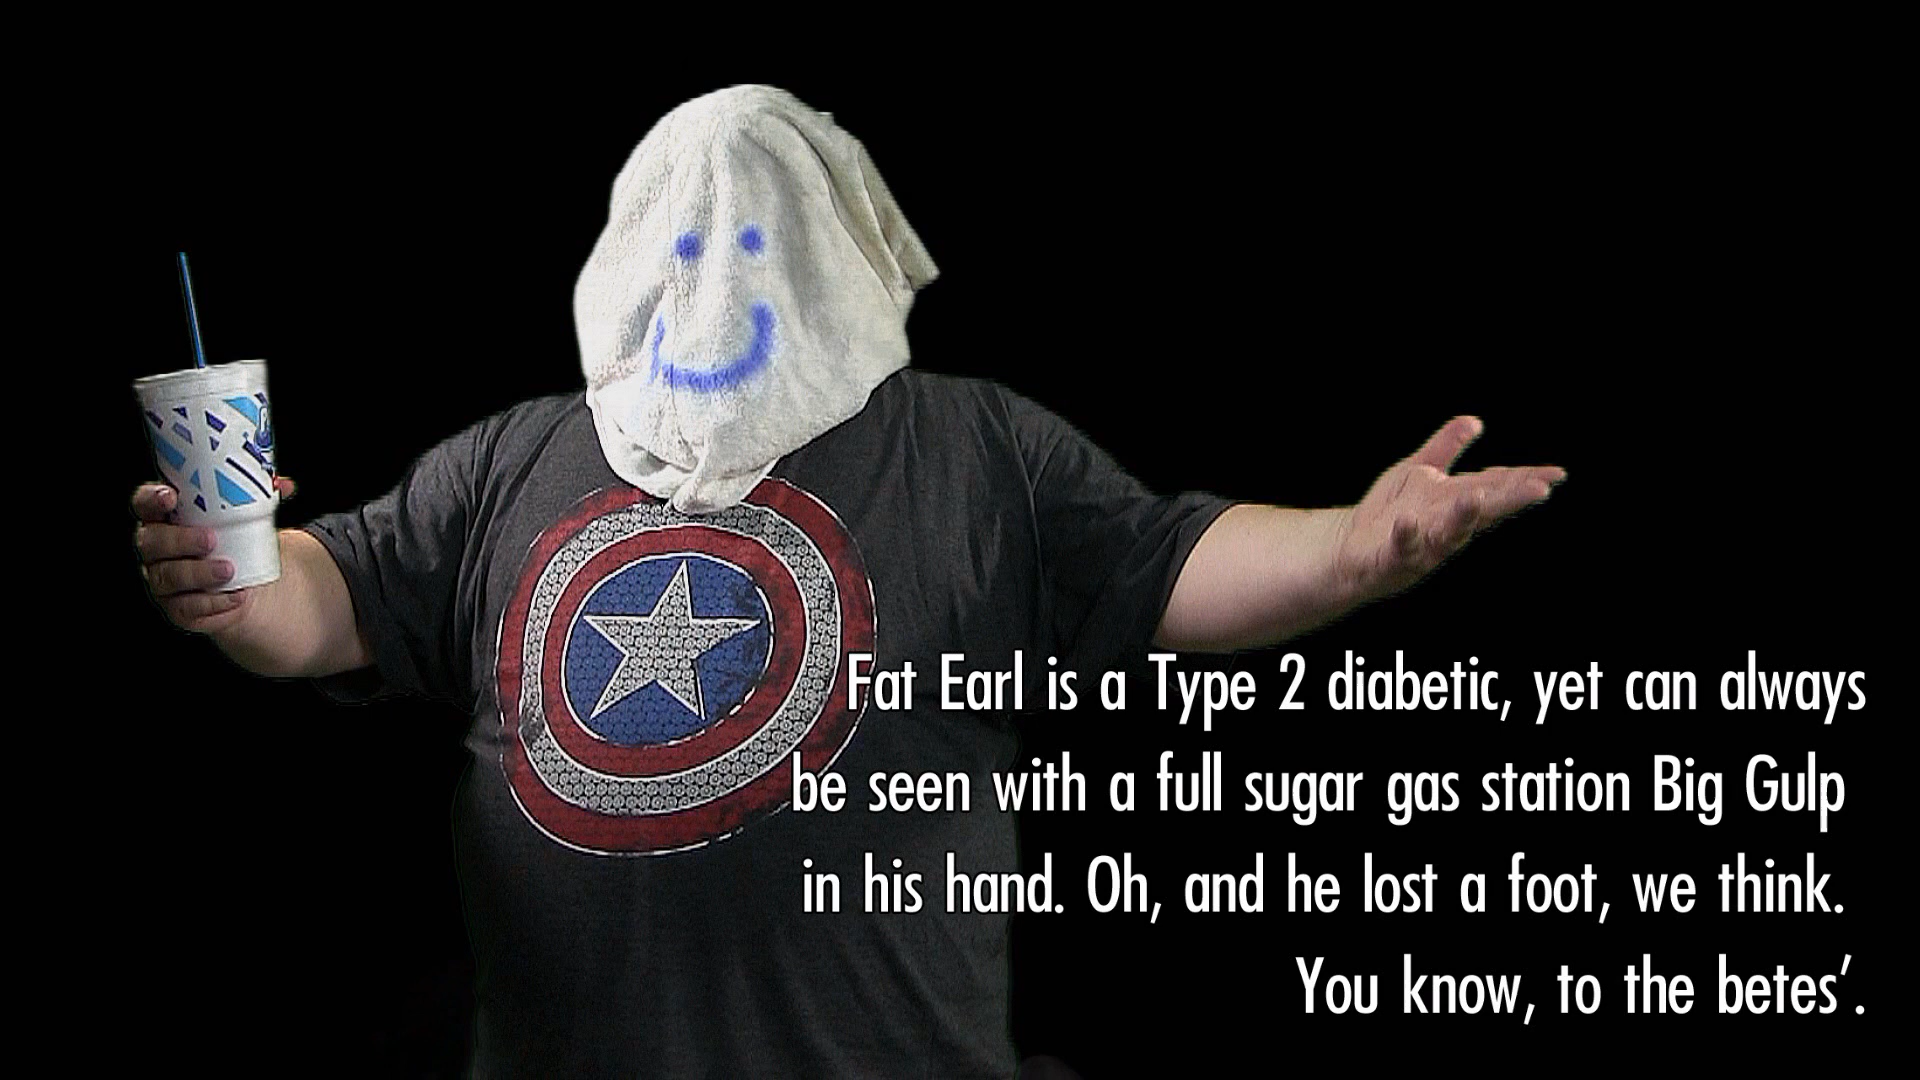 Fat Earl is a Type 2 diabetic, yet can always
be seen with a full sugar gas station Big Gulp
in his hand. Oh, and he lost a foot, we think.
You know, to the betes’.